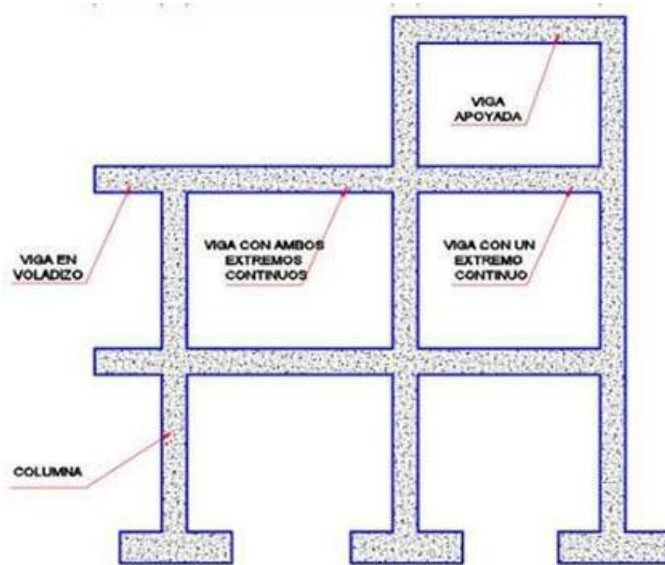 VIGA
APOYADA
VIGA EN
VOLADIZO
VIGA CON AMBOS
EXTREMOS
CONTINUOS
VIGA CON UN
EXTREMO
CONTINUO
COLUMNA